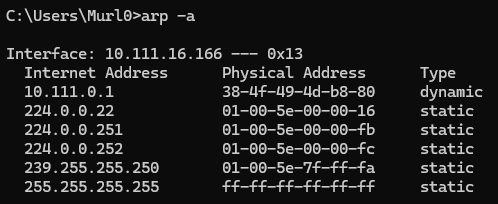 C:\Users\Murl0>arp -a
Interface: 10.111.16.166 --- 0x13
Internet Address Physical Address Type
10.111.0.1 38-4f-49-4d-b8-80 dynamic
224.0.0.22 01-00-5e-00-00-16 static
224.0.0.251 01-00-5e-00-00-fb static
224.0.0.252 01-00-5e-00-00-fc static
239.255.255.250 01-00-5e-7f-ff-fa static
255.255.255.255 ff-ff-ff-ff-ff-ff static